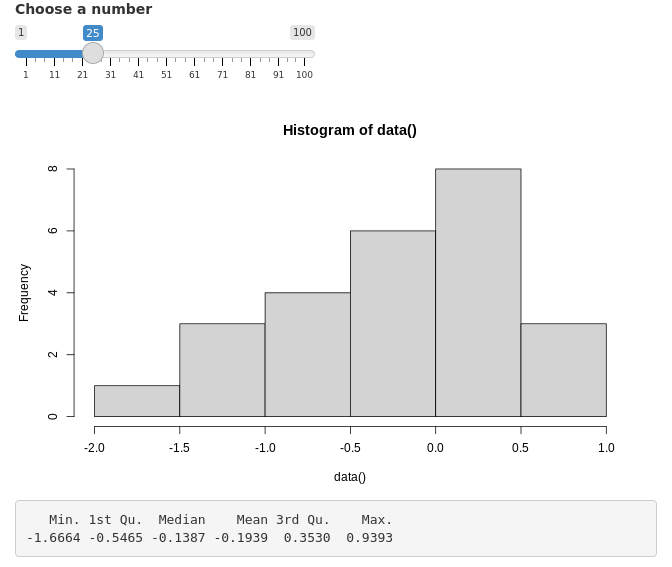 Choose a number
1 25 100
1 11 21 31 41 51 61 71 81 91 100
Histogram of data()
Frequency
8
6
4
2
0
-2.0 -1.5 -1.0 -0.5 0.0 0.5 1.0
data()
Min. 1st Qu. Median Mean 3rd Qu. Max.
-1.6664 -0.5465 -0.1387 -0.1939 0.3530 0.9393